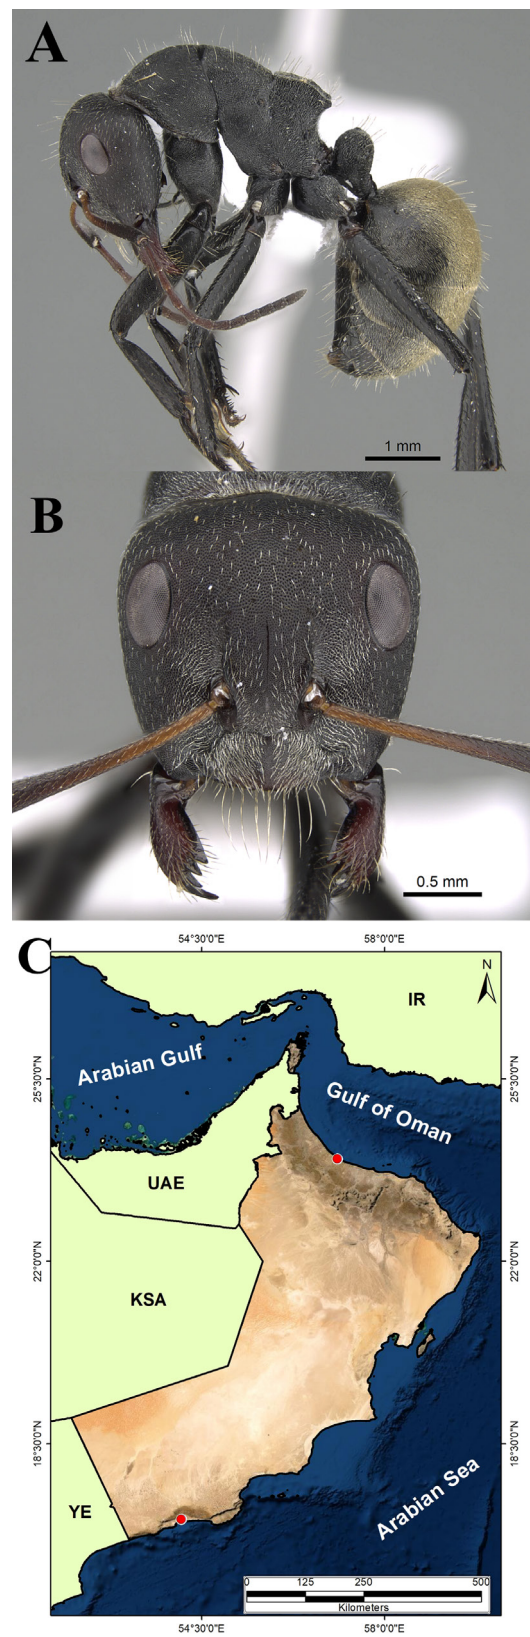 A
1 mm
B
0.5 mm
C
54°30'0"E
58°0'0"E
N
IR
Arabian Gulf
25°30'0"N
25°30'0"N
Gulf of Oman
UAE
22°0'0"N
22°0'0"N
KSA
18°30'0"N
18°30'0"N
YE
Arabian Sea
0 125 250 500
Kilometers
54°30'0"E
58°0'0"E